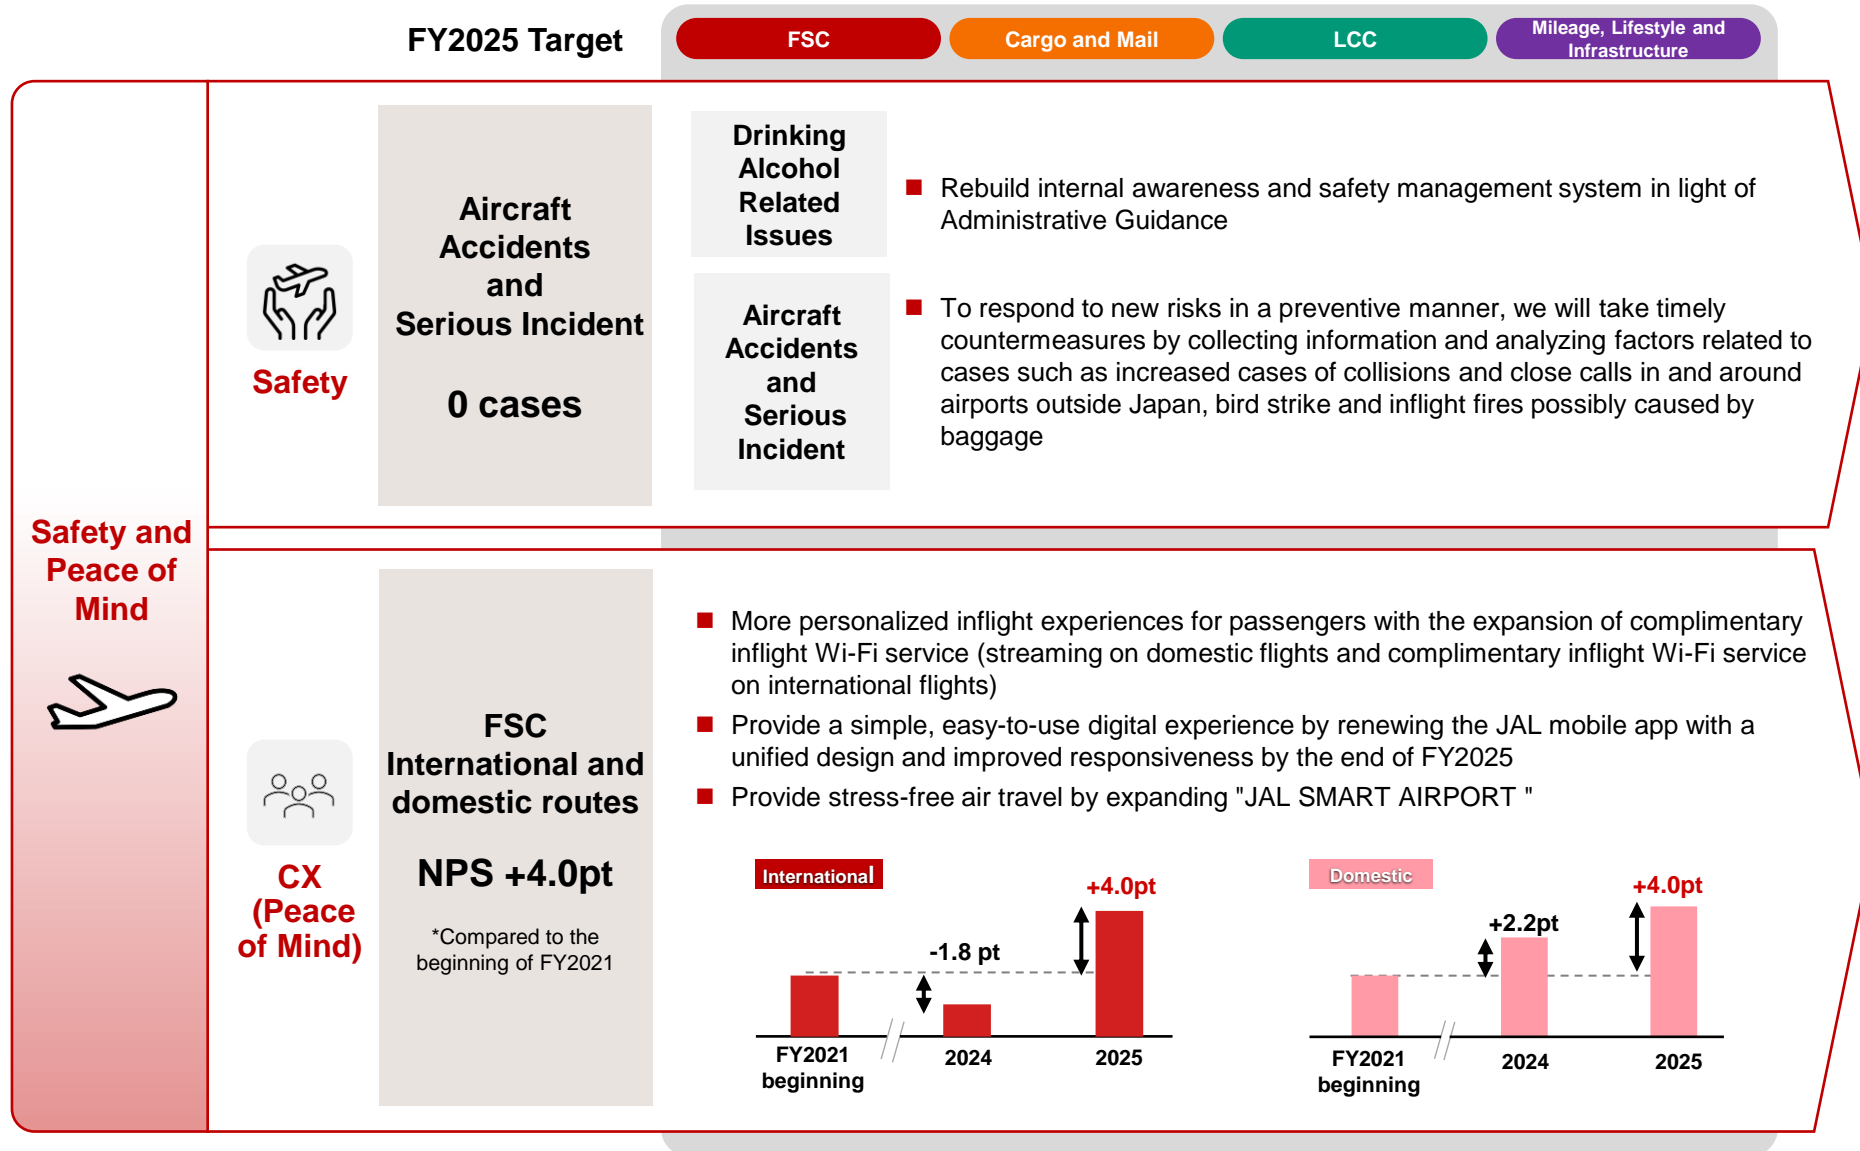 FY2025 Target
FSC
Cargo and Mail
LCC
Mileage, Lifestyle and
Infrastructure
Safety and
Peace of
Mind
Safety
Aircraft
Accidents
and
Serious Incident
0 cases
Drinking
Alcohol
Related
Issues
■ Rebuild internal awareness and safety management system in light of
Administrative Guidance
Aircraft
Accidents
and
Serious
Incident
■ To respond to new risks in a preventive manner, we will take timely
countermeasures by collecting information and analyzing factors related to
cases such as increased cases of collisions and close calls in and around
airports outside Japan, bird strike and inflight fires possibly caused by
baggage
CX
(Peace
of Mind)
FSC
International and
domestic routes
NPS +4.0pt
*Compared to the
beginning of FY2021
■ More personalized inflight experiences for passengers with the expansion of complimentary
inflight Wi-Fi service (streaming on domestic flights and complimentary inflight Wi-Fi service
on international flights)
■ Provide a simple, easy-to-use digital experience by renewing the JAL mobile app with a
unified design and improved responsiveness by the end of FY2025
■ Provide stress-free air travel by expanding "JAL SMART AIRPORT "
International
-1.8 pt
+4.0pt
FY2021
beginning
2024
2025
Domestic
+2.2pt
+4.0pt
FY2021
beginning
2024
2025